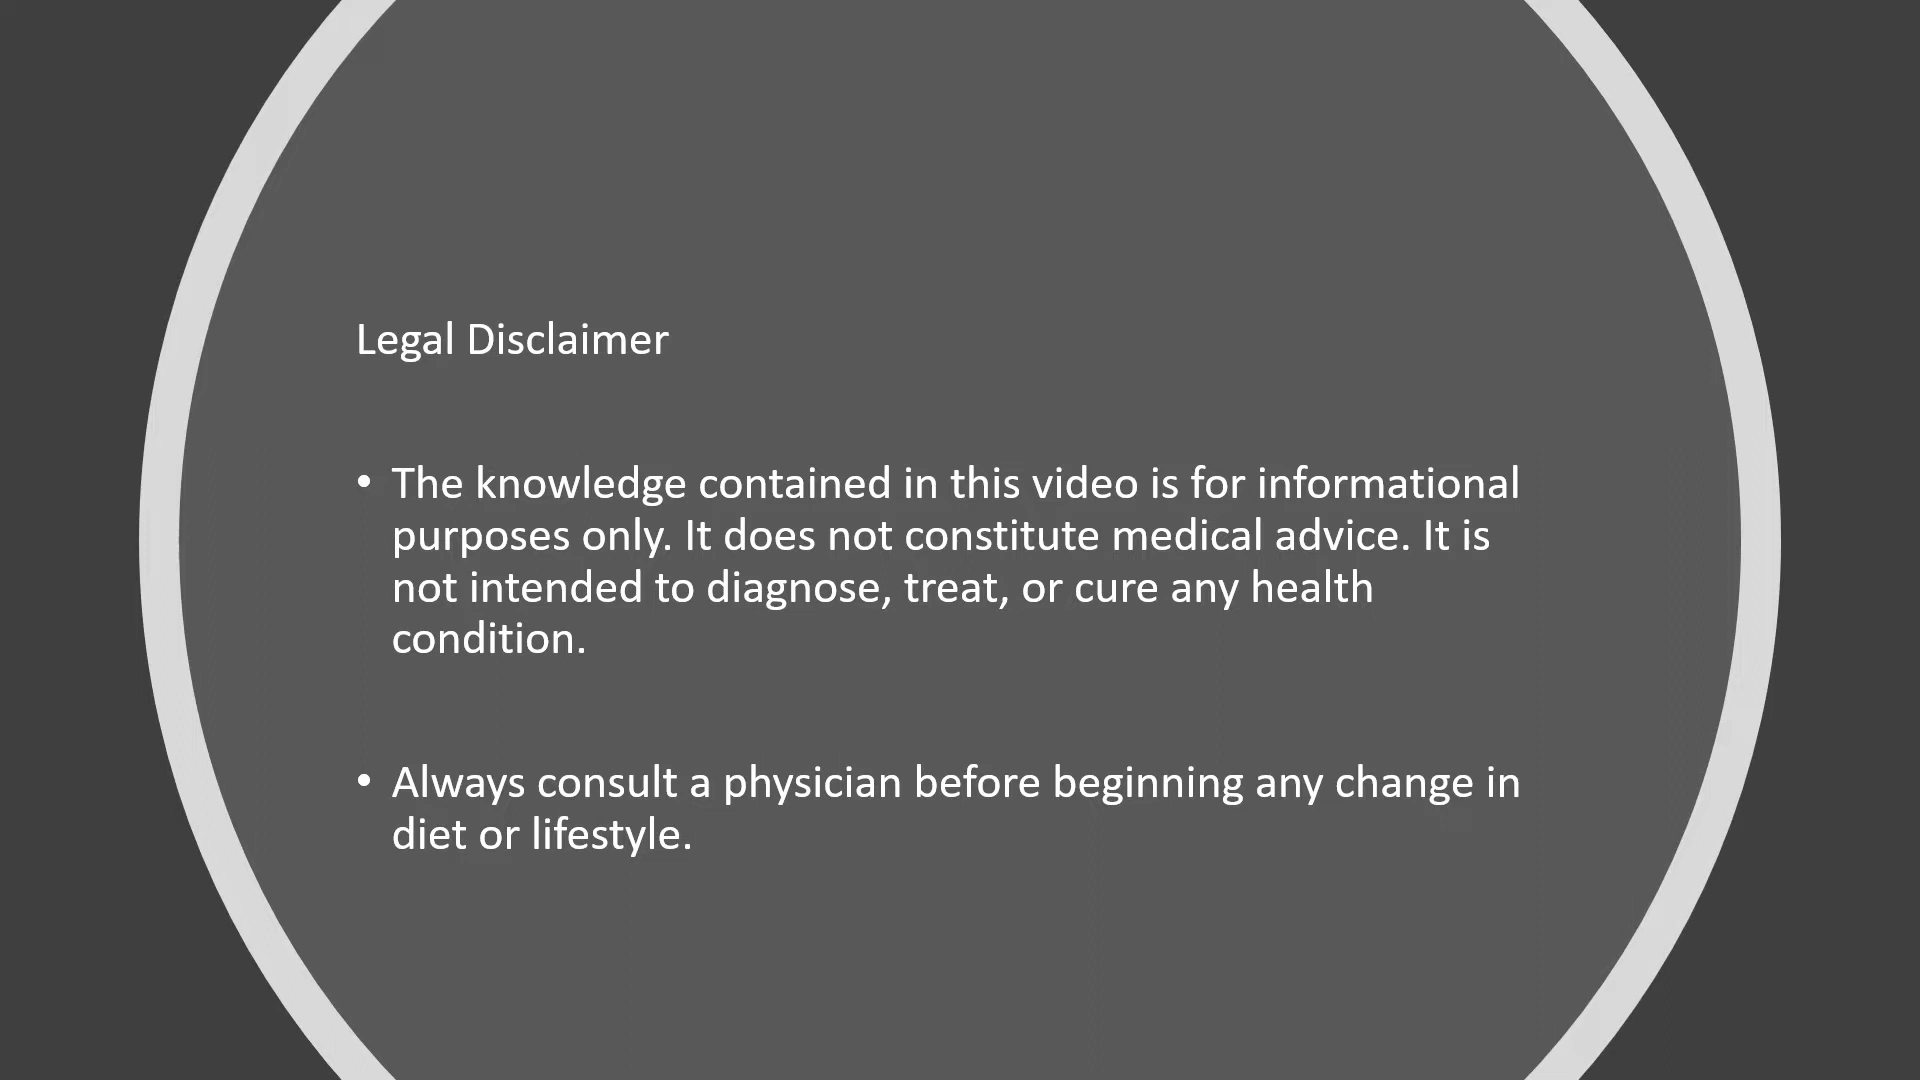 Legal Disclaimer
• The knowledge contained in this video is for informational
purposes only. It does not constitute medical advice. It is
not intended to diagnose, treat, or cure any health
condition.
• Always consult a physician before beginning any change in
diet or lifestyle.